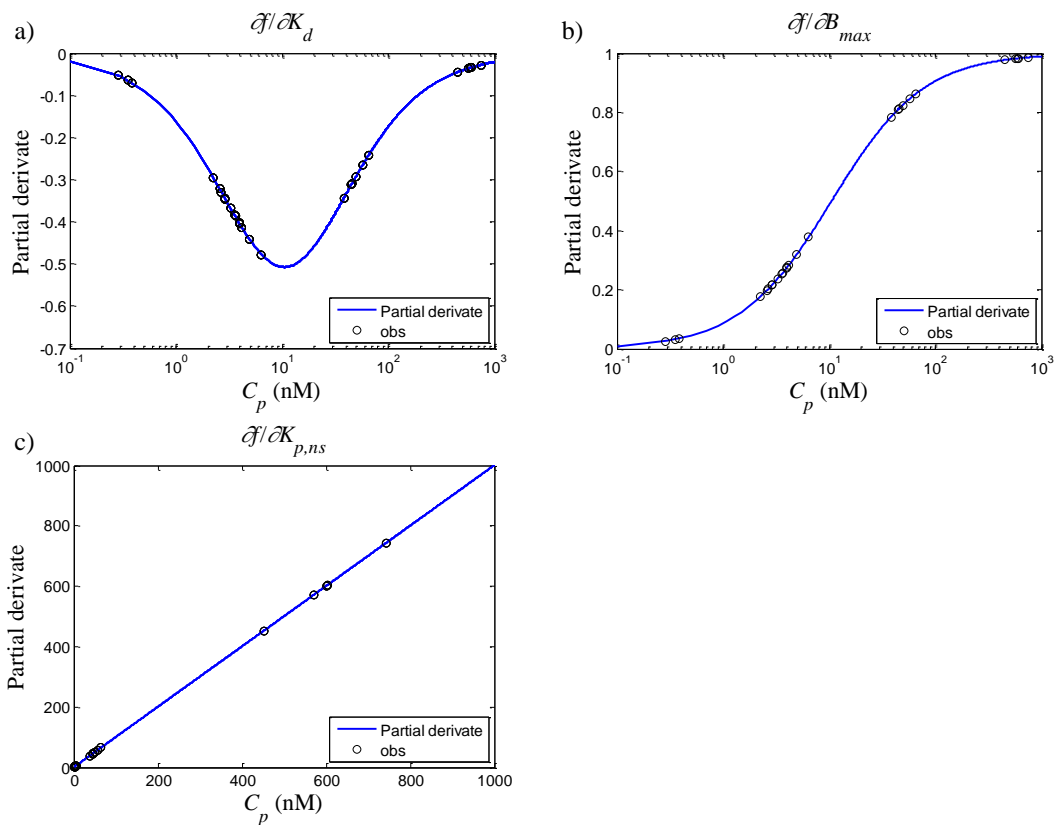 a)
∂f/∂K_d
0
-0.1
-0.2
-0.3
-0.4
-0.5
-0.6
-0.7
Partial derivate
10^-1 10^0 10^1 10^2 10^3
C_p (nM)
Partial derivate
obs
b)
∂f/∂B_max
1
0.8
0.6
0.4
0.2
0
Partial derivate
10^-1 10^0 10^1 10^2 10^3
C_p (nM)
Partial derivate
obs
c)
∂f/∂K_p,ns
1000
800
600
400
200
0
Partial derivate
0 200 400 600 800 1000
C_p (nM)
Partial derivate
obs